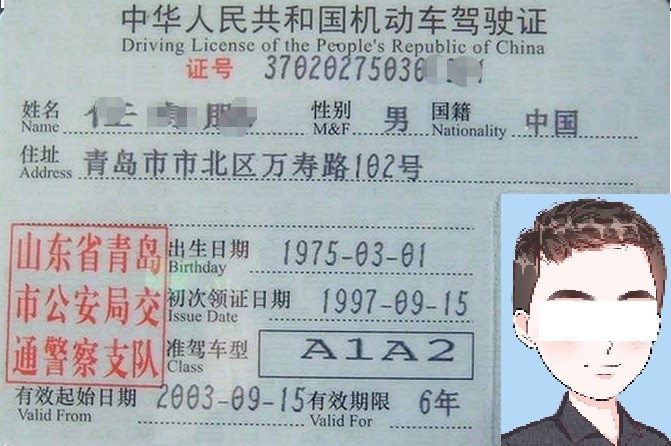 中华人民共和国机动车驾驶证
Driving License of the People's Republic of China
证号 37020275030
姓名 Name 性别 M&F 男 国籍 Nationality 中国
住址 Address 青岛市市北区万寿路102号
山东省青岛
市公安局交
通警察支队
出生日期 Birthday 1975-03-01
初次领证日期 Issue Date 1997-09-15
准驾车型 Class A1A2
有效起始日期 Valid From 2003-09-15 有效期限 Valid For 6年